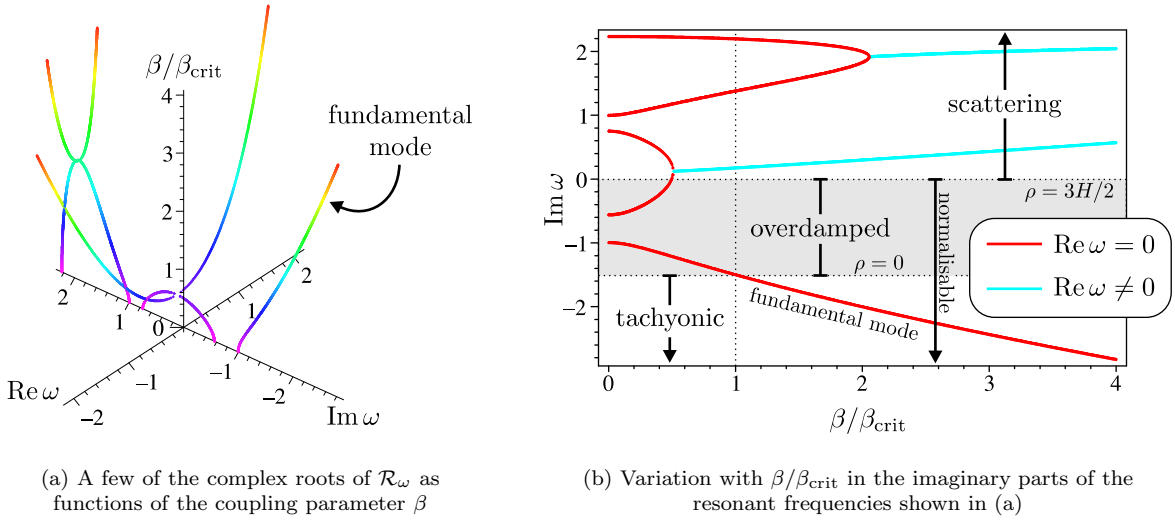 β/β_crit
4
3
2
1
0
fundamental
mode
2
1
−1
−2
2
1
−1
−2
Re ω
Im ω
(a) A few of the complex roots of ℛ_ω as
functions of the coupling parameter β
Im ω
2
1
0
−1
−2
0
1
2
3
4
β/β_crit
scattering
ρ = 3H/2
overdamped
ρ = 0
normalisable
tachyonic
fundamental mode
Re ω = 0
Re ω ≠ 0
(b) Variation with β/β_crit in the imaginary parts of the
resonant frequencies shown in (a)